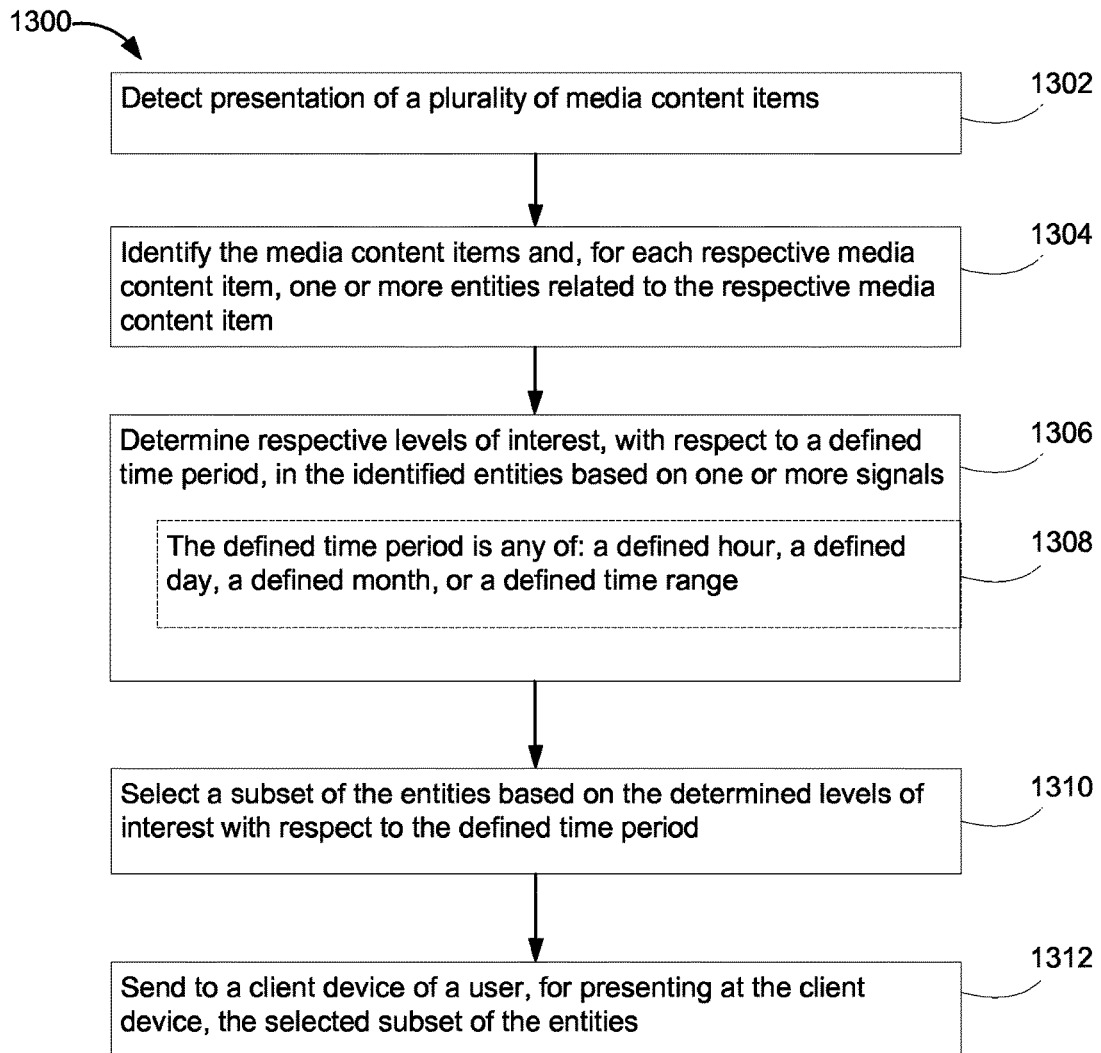 1300
Detect presentation of a plurality of media content items
1302
Identify the media content items and, for each respective media
content item, one or more entities related to the respective media
content item
1304
Determine respective levels of interest, with respect to a defined
time period, in the identified entities based on one or more signals
1306
The defined time period is any of: a defined hour, a defined
day, a defined month, or a defined time range
1308
Select a subset of the entities based on the determined levels of
interest with respect to the defined time period
1310
Send to a client device of a user, for presenting at the client
device, the selected subset of the entities
1312